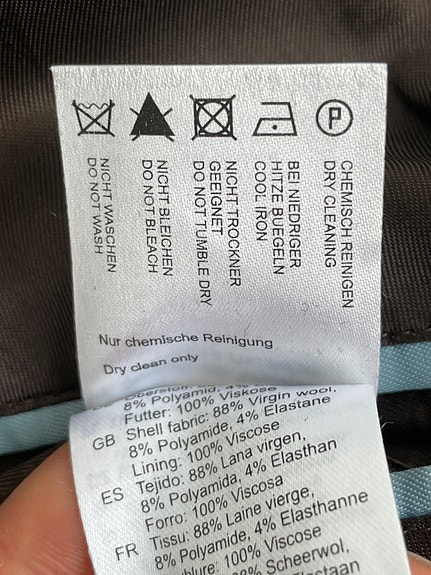 P
NICHT WASCHEN
DO NOT WASH
NICHT BLEICHEN
DO NOT BLEACH
NICHT TROCKNER
GEEIGNET
DO NOT TUMBLE DRY
BEI NIEDRIGER
HITZE BUEGELN
COOL IRON
CHEMISCH REINIGEN
DRY CLEANING
Nur chemische Reinigung
Dry clean only
8% Polyamid, 4%
Futter: 100% Viskose
GB Shell fabric: 88% Virgin wool,
8% Polyamide, 4% Elastane
Lining: 100% Viscose
ES Tejido: 88% Lana virgen,
8% Polyamida, 4% Elasthan
Forro: 100% Viscosa
FR Tissu: 88% Laine vierge,
8% Polyamide, 4% Elasthanne
100% Viscose
Scheerwol,